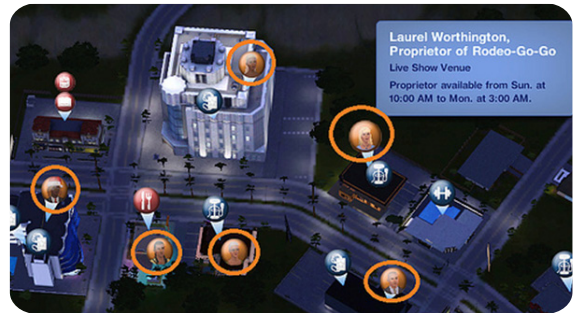 Laurel Worthington,
Proprietor of Rodeo-Go-Go
Live Show Venue
Proprietor available from Sun. at
10:00 AM to Mon. at 3:00 AM.